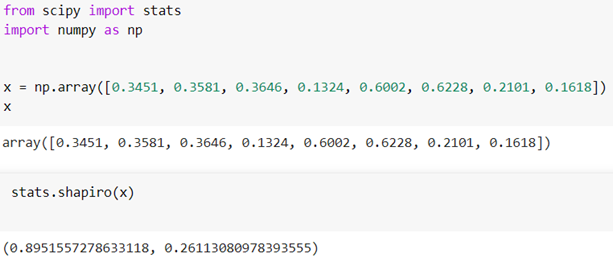 from scipy import stats
import numpy as np
x = np.array([0.3451, 0.3581, 0.3646, 0.1324, 0.6002, 0.6228, 0.2101, 0.1618])
x
array([0.3451, 0.3581, 0.3646, 0.1324, 0.6002, 0.6228, 0.2101, 0.1618])
stats.shapiro(x)
(0.8951557278633118, 0.26113080978393555)